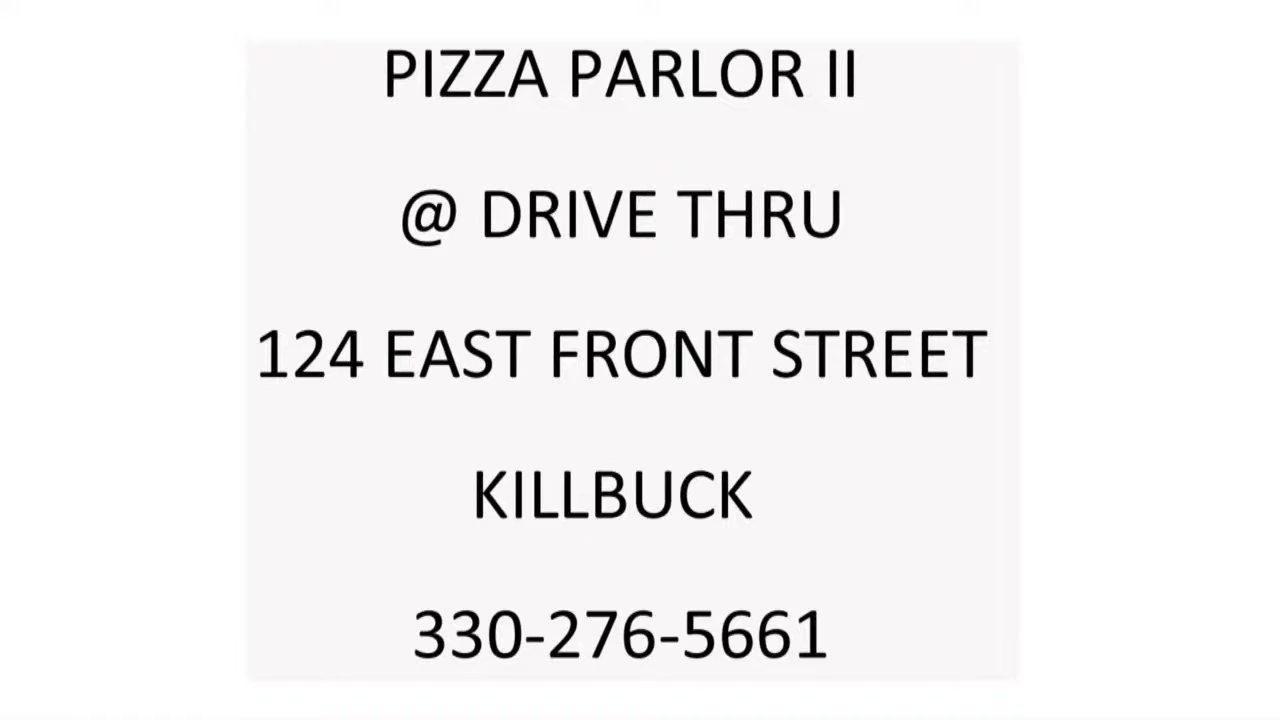 PIZZA PARLOR II
@ DRIVE THRU
124 EAST FRONT STREET
KILLBUCK
330-276-5661